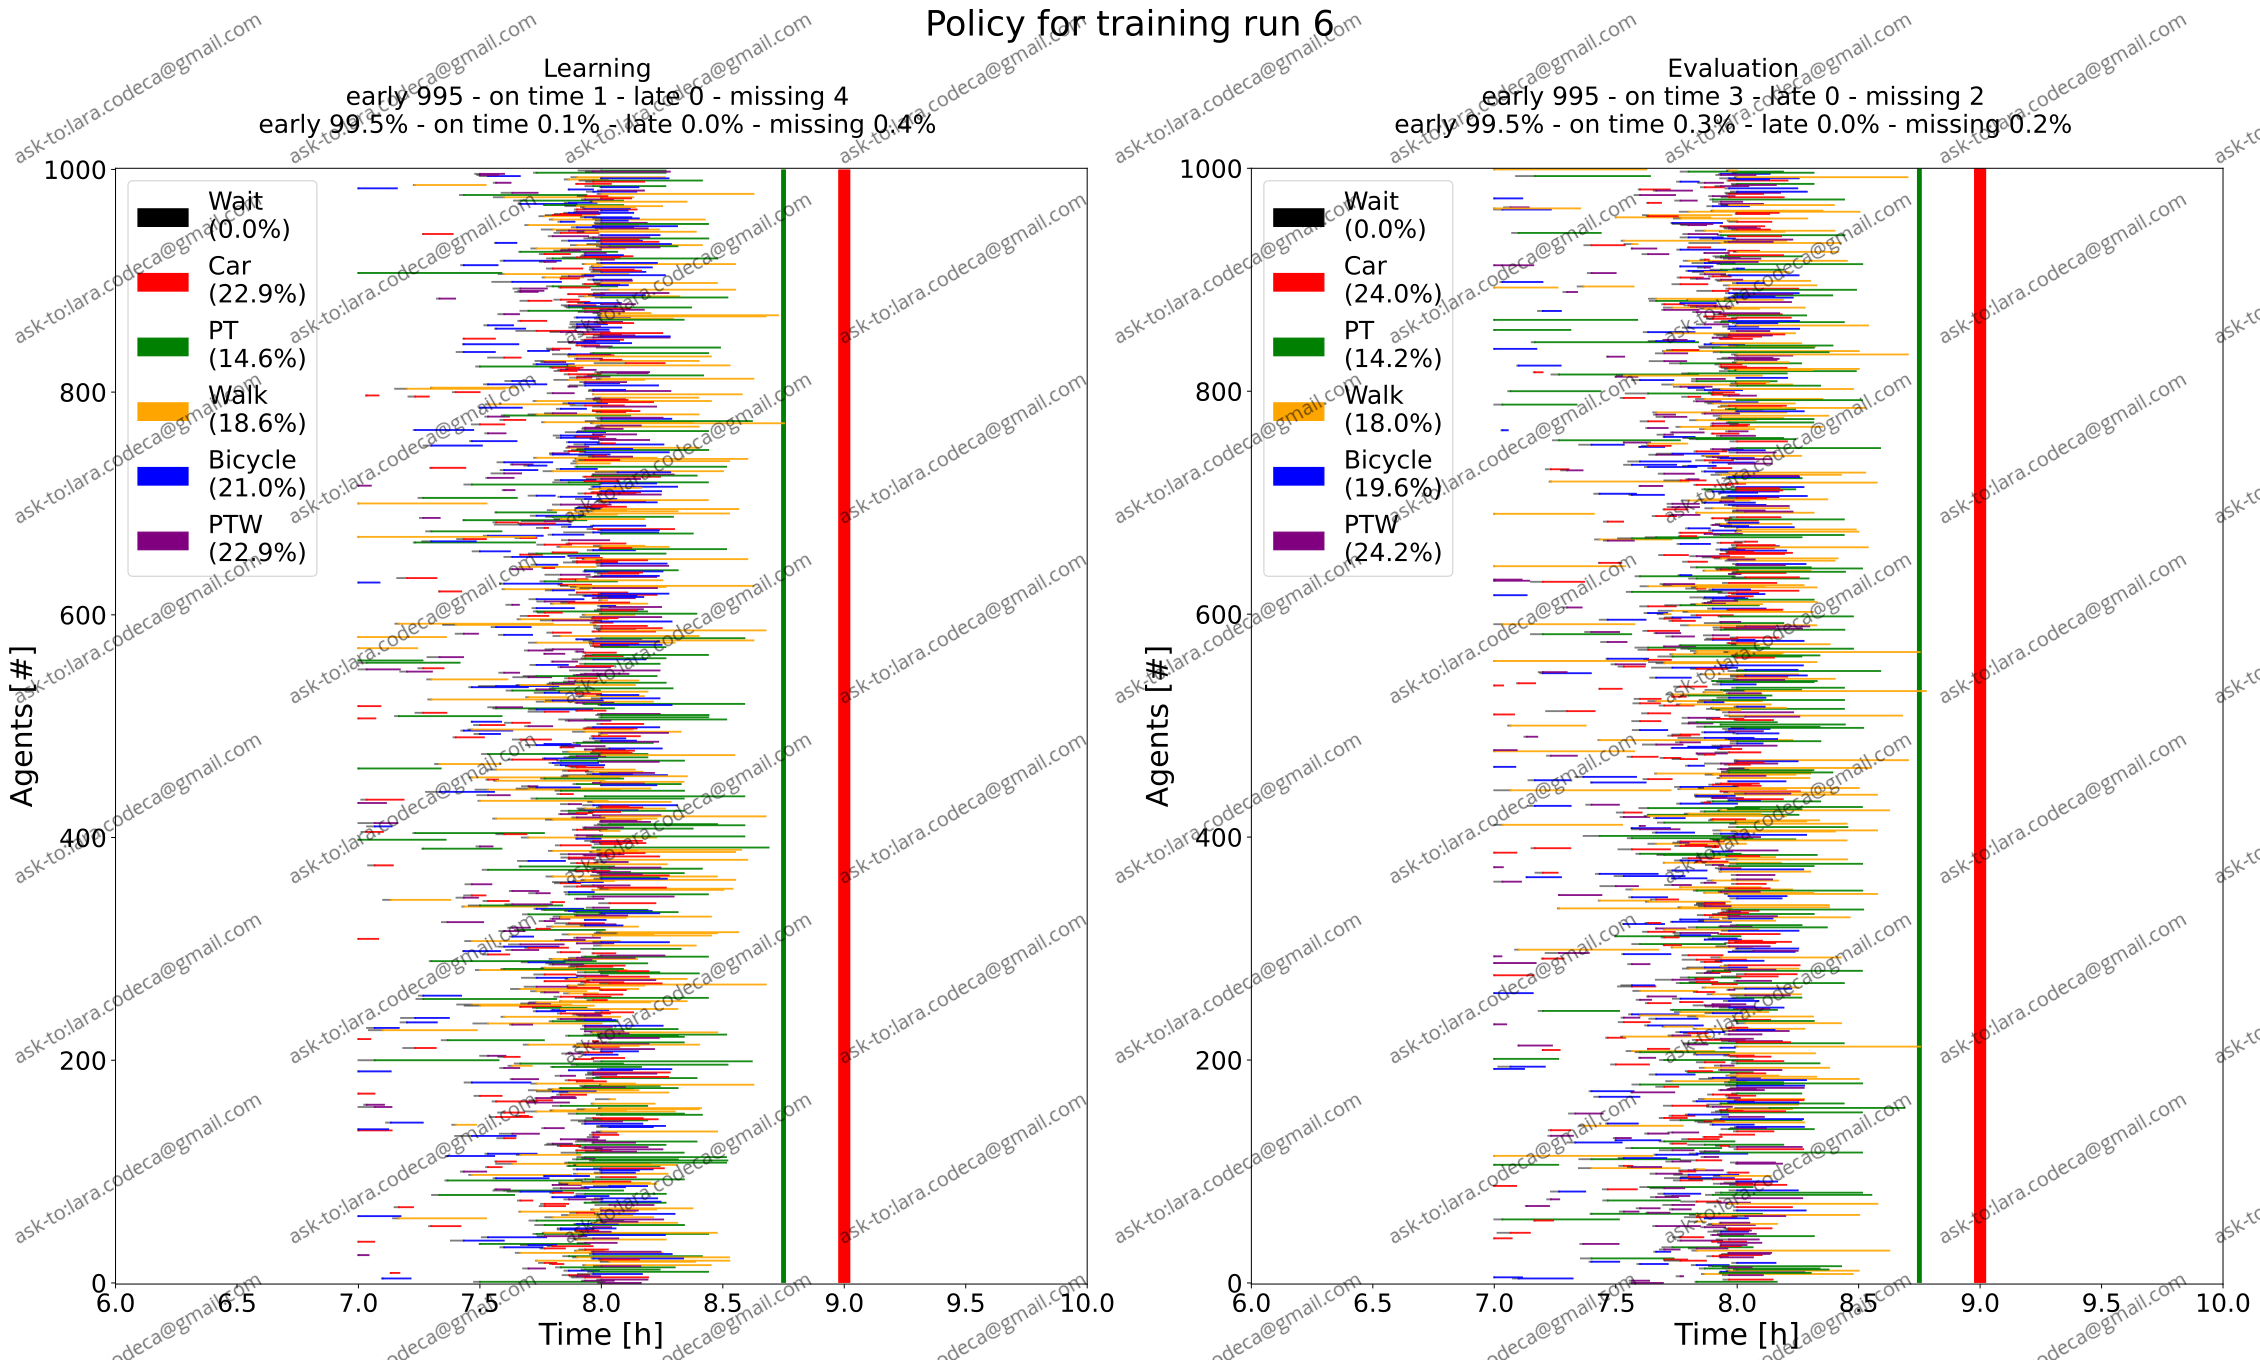 Policy for training run 6
Learning
early 995 - on time 1 - late 0 - missing 4
early 99.5% - on time 0.1% - late 0.0% - missing 0.4%
1000
800
600
400
200
0
Agents [#]
Wait
(0.0%)
Car
(22.9%)
PT
(14.6%)
Walk
(18.6%)
Bicycle
(21.0%)
PTW
(22.9%)
6.0 6.5 7.0 7.5 8.0 8.5 9.0 9.5 10.0
Time [h]
Evaluation
early 995 - on time 3 - late 0 - missing 2
early 99.5% - on time 0.3% - late 0.0% - missing 0.2%
1000
800
600
400
200
0
Agents [#]
Wait
(0.0%)
Car
(24.0%)
PT
(14.2%)
Walk
(18.0%)
Bicycle
(19.6%)
PTW
(24.2%)
6.0 6.5 7.0 7.5 8.0 8.5 9.0 9.5 10.0
Time [h]
ask-to:lara.codeca@gmail.com